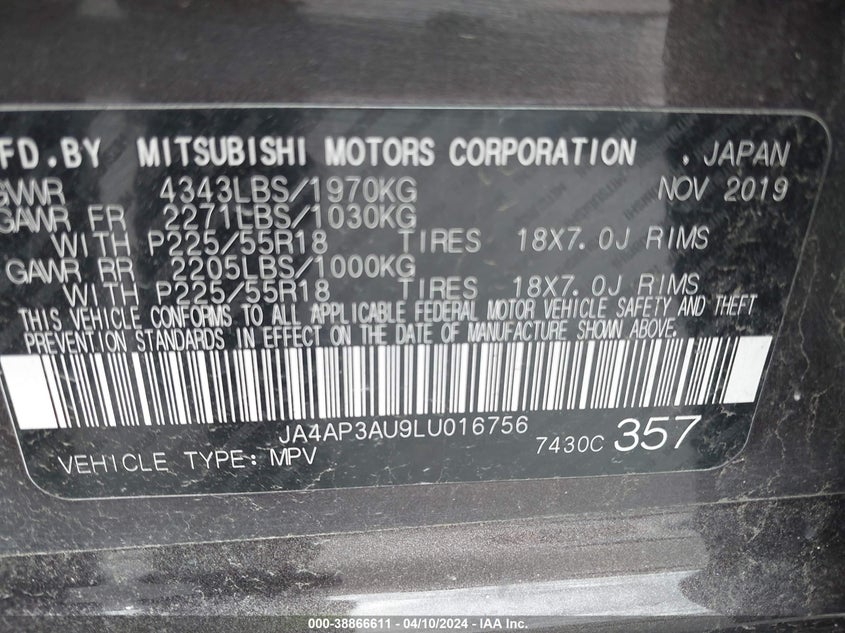 FD.BY MITSUBISHI MOTORS CORPORATION . JAPAN
GVWR 4343LBS/1970KG NOV 2019
GAWR FR 2271LBS/1030KG
WITH P225/55R18 TIRES 18X7.0J RIMS
GAWR RR 2205LBS/1000KG
WITH P225/55R18 TIRES 18X7.0J RIMS
THIS VEHICLE CONFORMS TO ALL APPLICABLE FEDERAL MOTOR VEHICLE SAFETY AND THEFT
PREVENTION STANDARDS IN EFFECT ON THE DATE OF MANUFACTURE SHOWN ABOVE.
JA4AP3AU9LU016756
7430C 357
VEHICLE TYPE: MPV
000-38866611 - 04/10/2024 - IAA Inc.